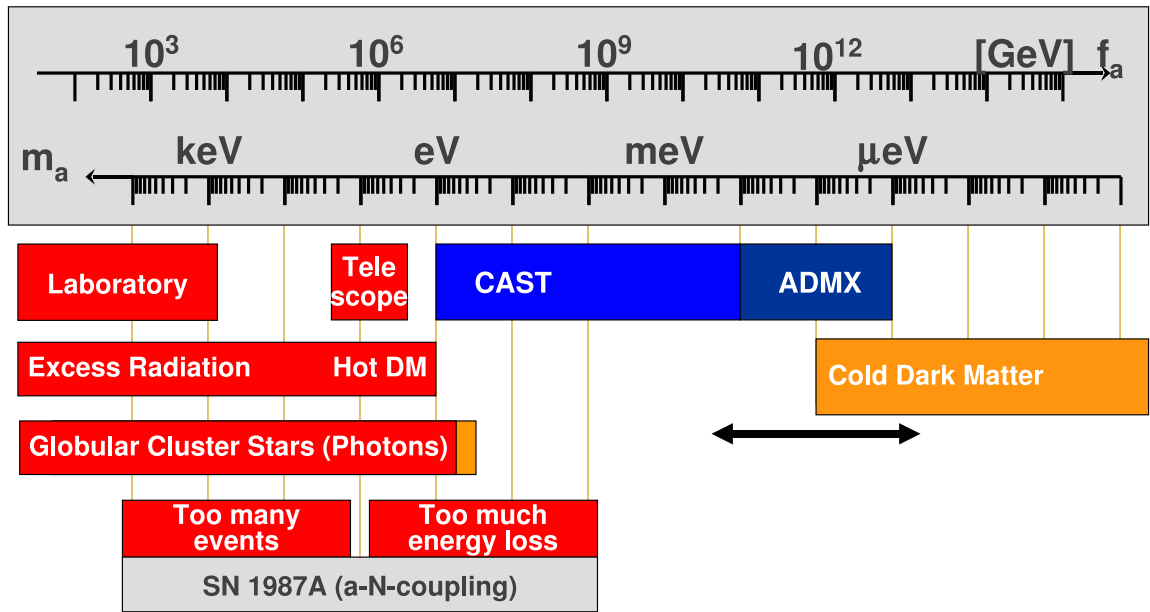 10³ 10⁶ 10⁹ 10¹² [GeV] fₐ
mₐ keV eV meV μeV
Laboratory
Tele
scope
CAST
ADMX
Excess Radiation Hot DM
Cold Dark Matter
Globular Cluster Stars (Photons)
Too many
events
Too much
energy loss
SN 1987A (a-N-coupling)